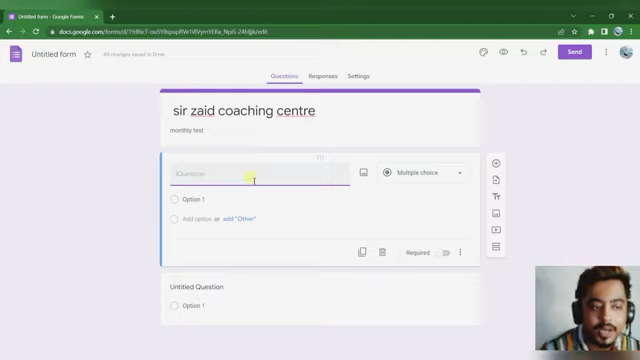 Untitled form - Google Forms
docs.google.com/forms/d/
/edit
Untitled form
All changes saved in Drive
Send
Questions
Responses
Settings
sir zaid coaching centre
monthly test
Question
Multiple choice
Option 1
Add option or add "Other"
Required
Untitled Question
Option 1